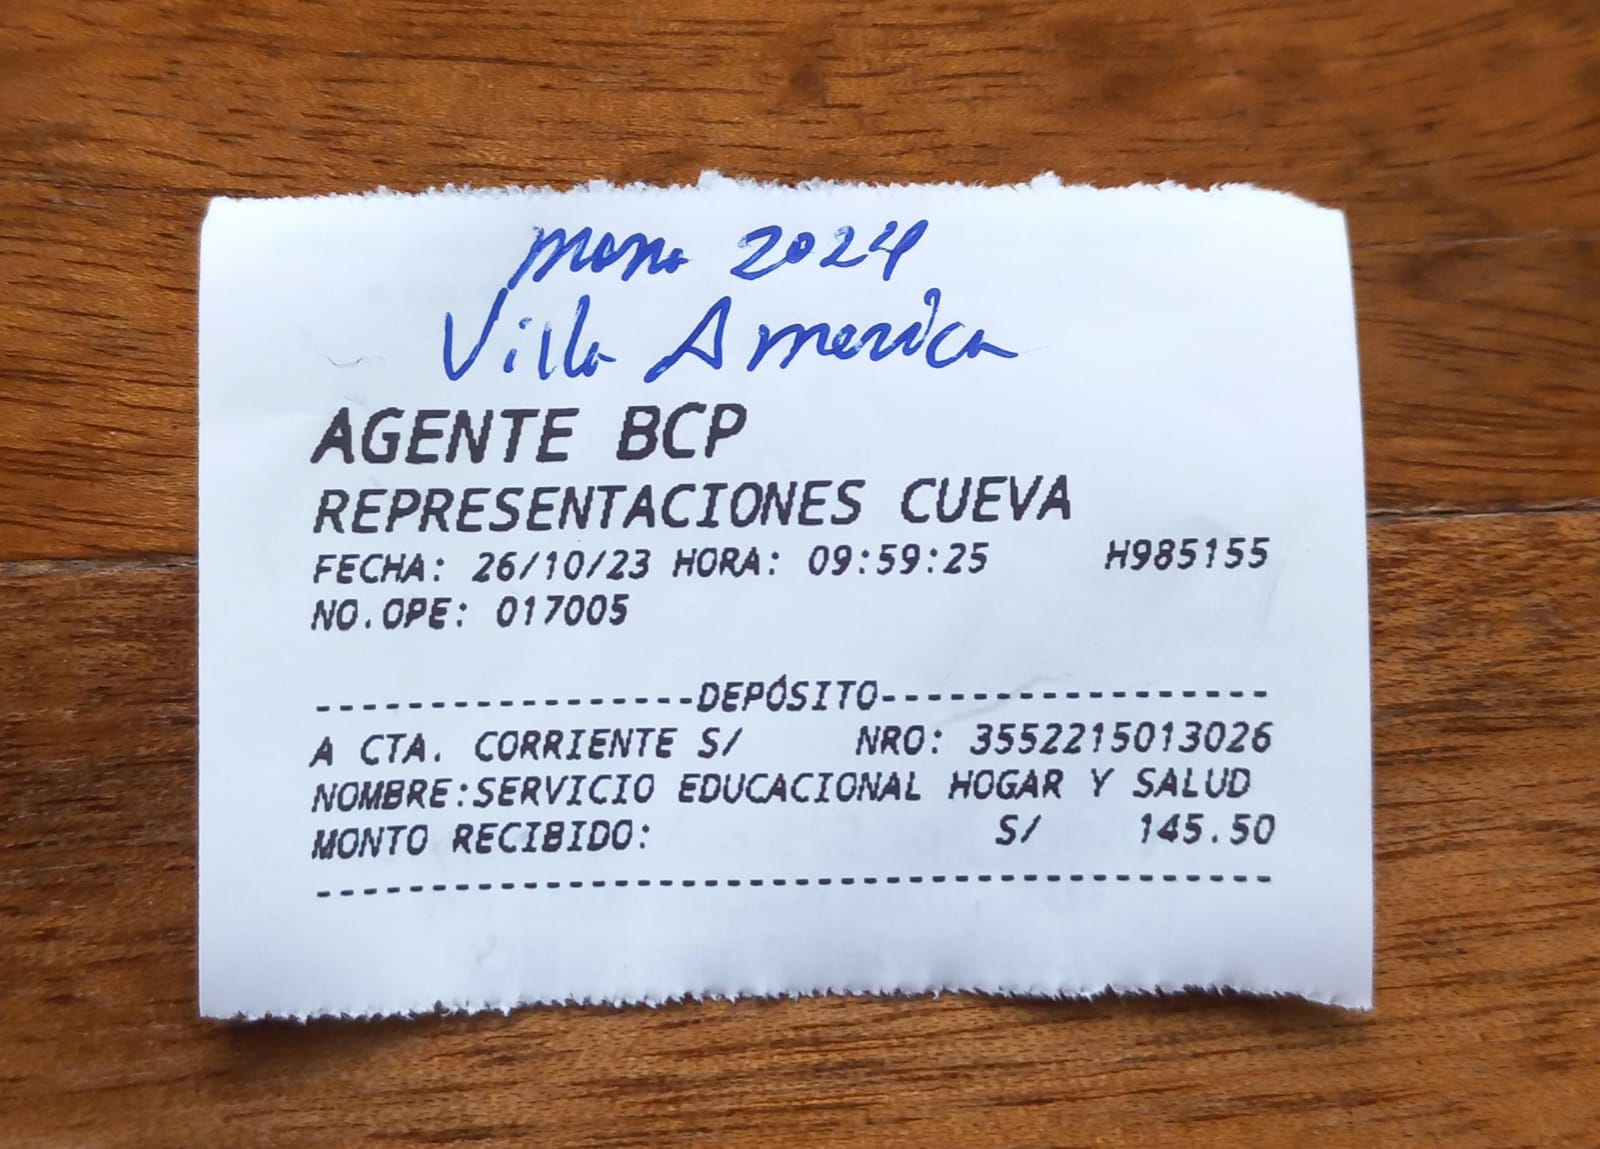 mana 2024
Villa America
AGENTE BCP
REPRESENTACIONES CUEVA
FECHA: 26/10/23 HORA: 09:59:25 H985155
NO.OPE: 017005
-----------------DEPÓSITO-----------------
A CTA. CORRIENTE S/ NRO: 3552215013026
NOMBRE:SERVICIO EDUCACIONAL HOGAR Y SALUD
MONTO RECIBIDO: S/ 145.50
------------------------------------------